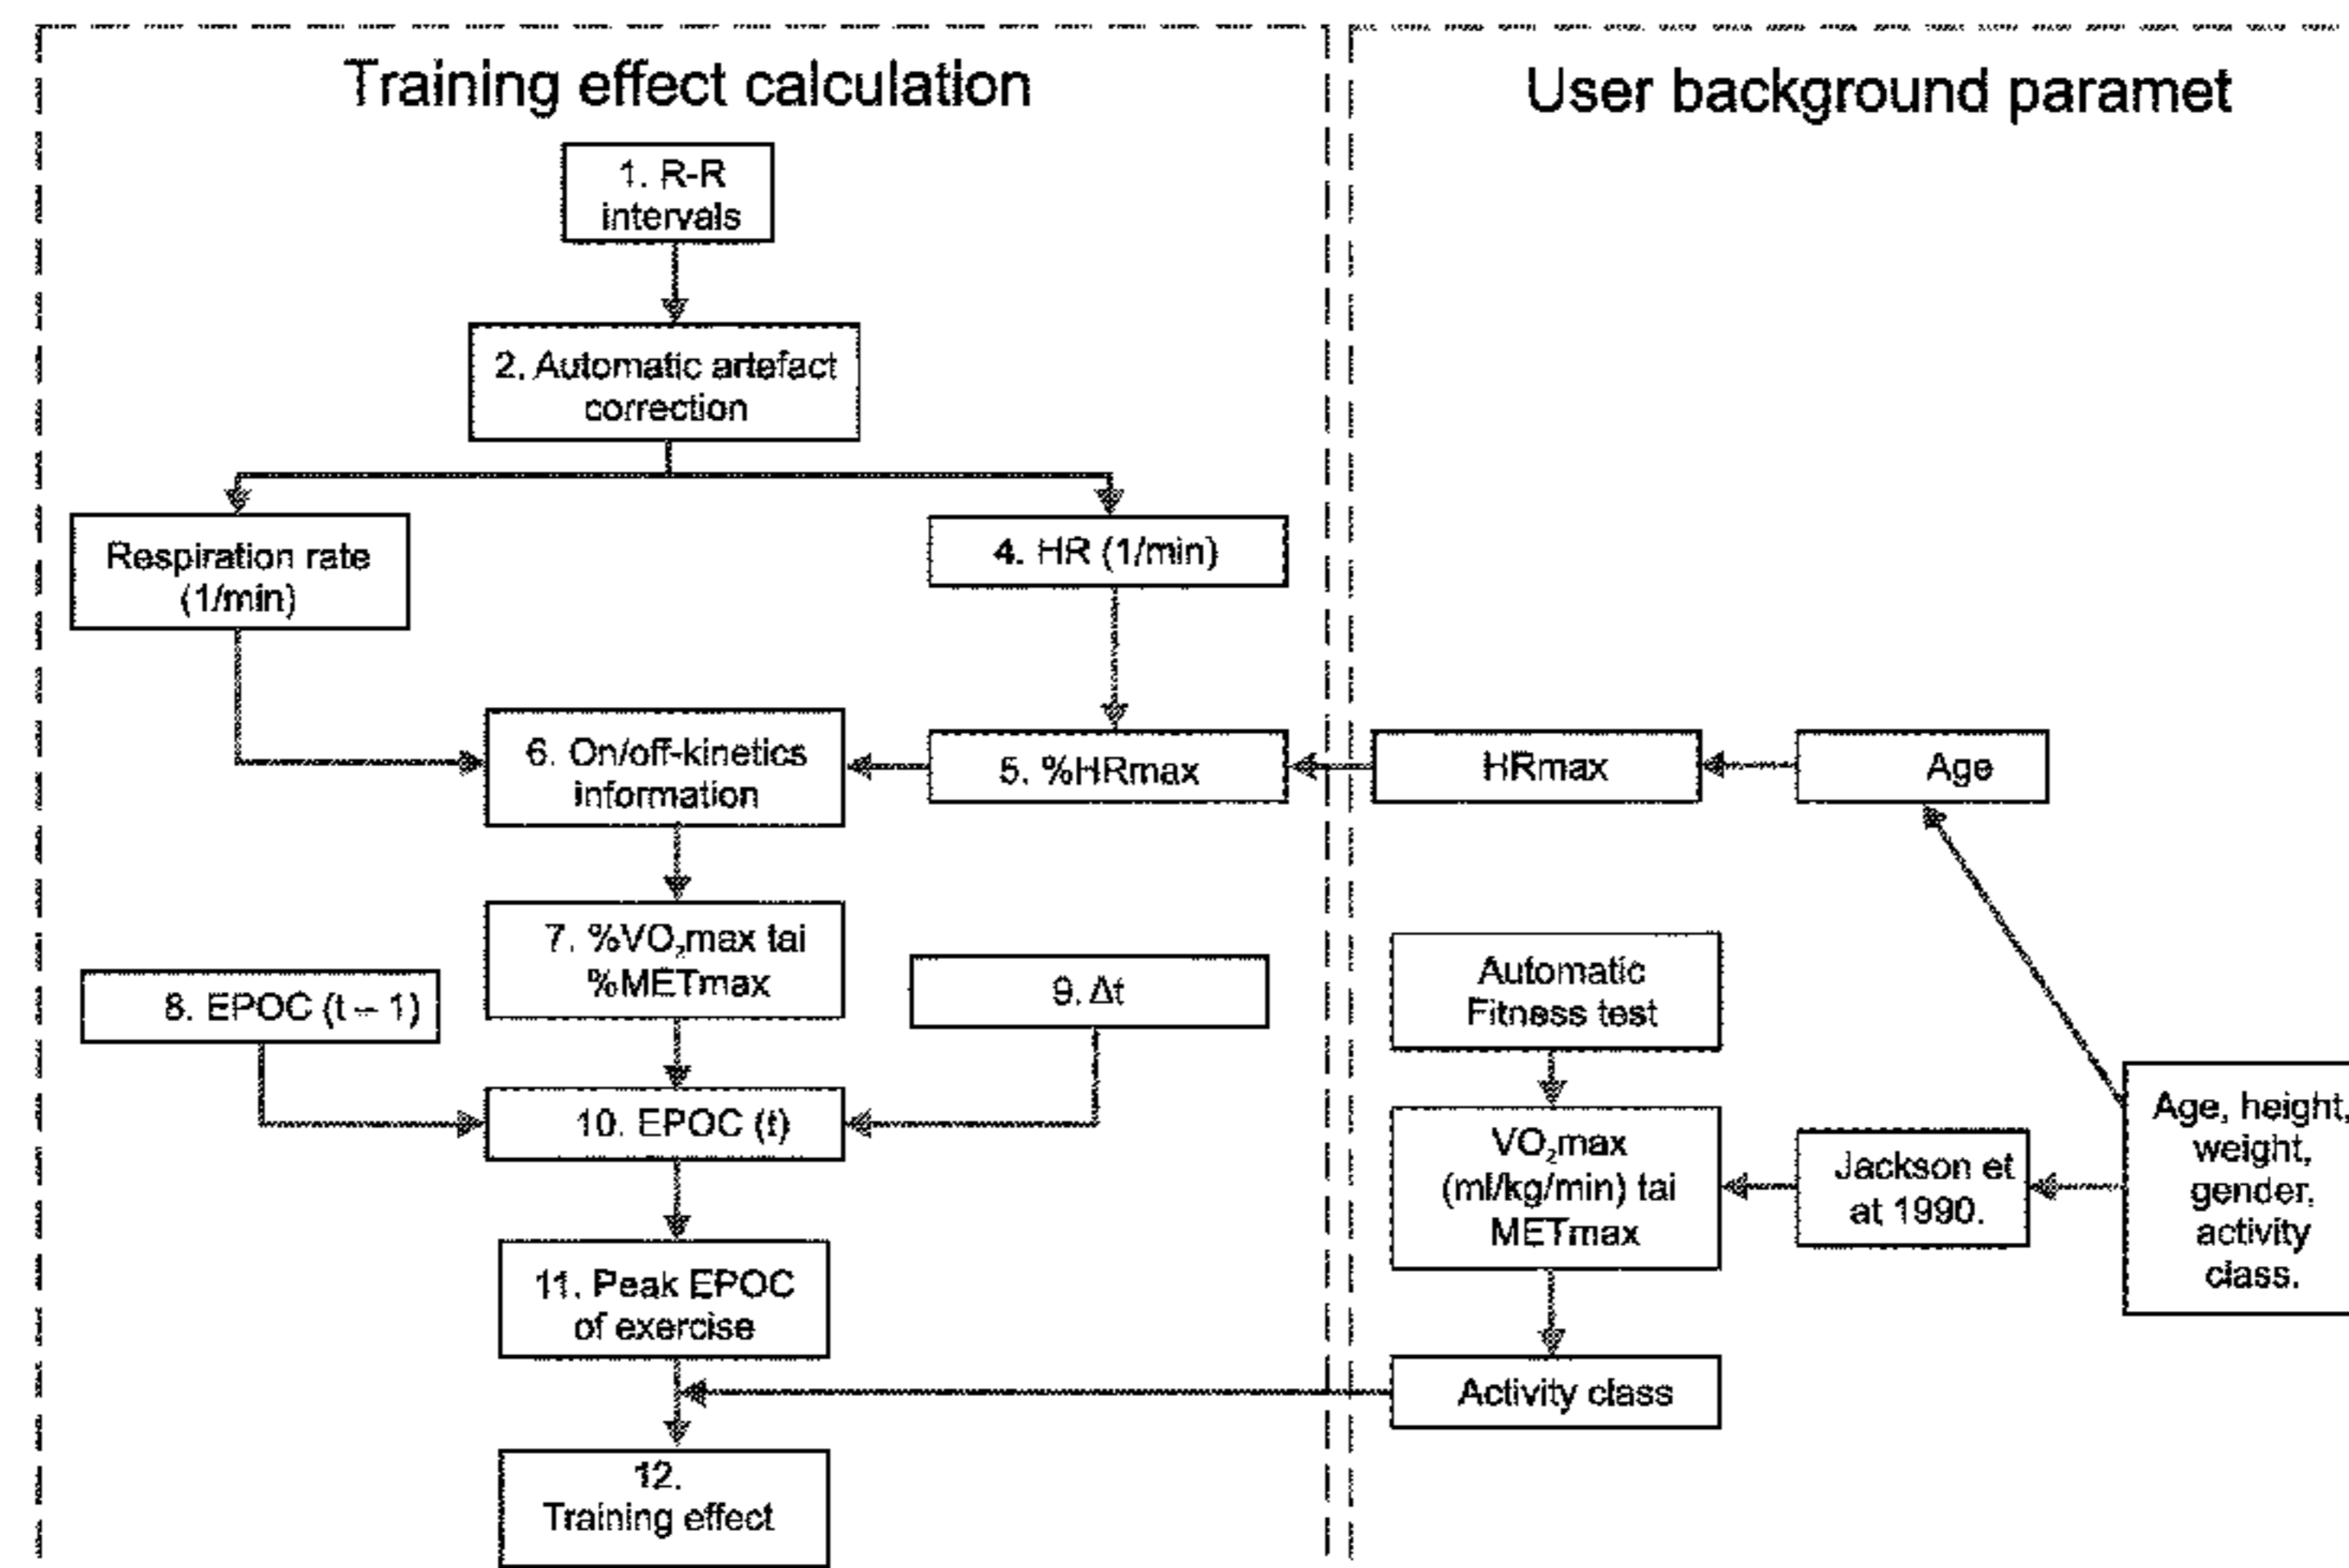 Training effect calculation
1. R-R
intervals
2. Automatic artefact
correction
Respiration rate
(1/min)
4. HR (1/min)
6. On/off-kinetics
information
5. %HRmax
7. %VO₂max tai
%METmax
8. EPOC (t – 1)
9. Δt
10. EPOC (t)
11. Peak EPOC
of exercise
12.
Training effect
User background paramet
HRmax
Age
Automatic
Fitness test
VO₂max
(ml/kg/min) tai
METmax
Jackson et
at 1990.
Age, height,
weight,
gender,
activity
class.
Activity class